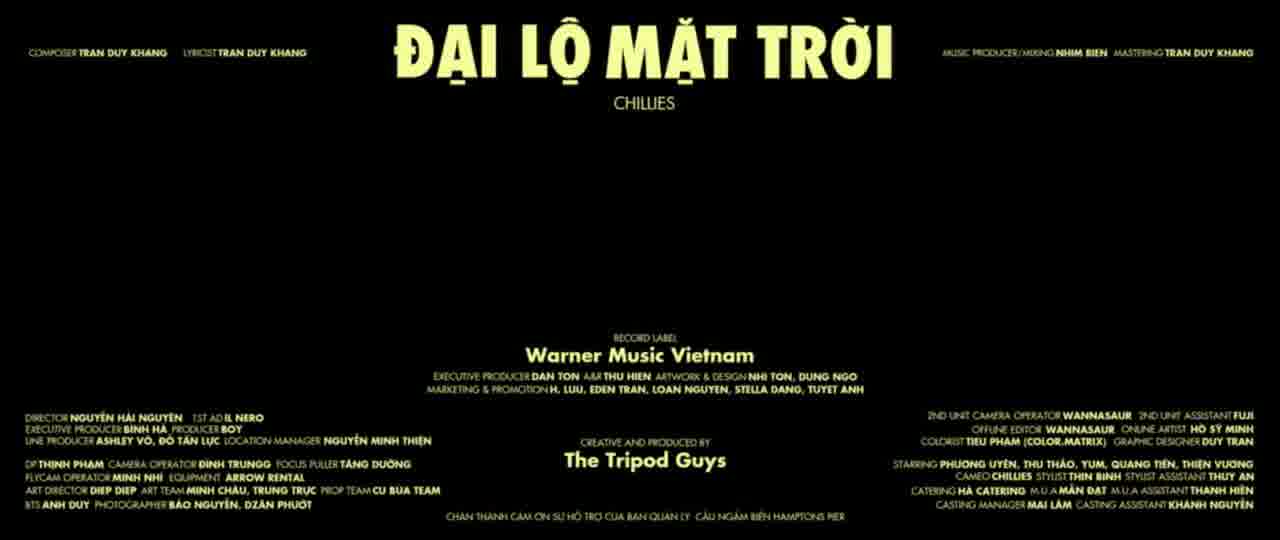 ĐẠI LỘ MẶT TRỜI
CHILLIES
COMPOSER TRAN DUY KHANG LYRICIST TRAN DUY KHANG
MUSIC PRODUCER/MIXING NHIM BIEN MASTERING TRAN DUY KHANG
RECORD LABEL
Warner Music Vietnam
EXECUTIVE PRODUCER DAN TON A&R THU HIEN ARTWORK & DESIGN NHI TON, DUNG NGO
MARKETING & PROMOTION H. LUU, EDEN TRAN, LOAN NGUYEN, STELLA DANG, TUYET ANH
DIRECTOR NGUYỄN HẢI NGUYÊN 1ST AD IL NERO
EXECUTIVE PRODUCER BÌNH HÀ PRODUCER BOY
LINE PRODUCER ASHLEY VÕ, ĐỖ TẤN LỰC LOCATION MANAGER NGUYỄN MINH THIỆN
DP THỊNH PHẠM CAMERA OPERATOR ĐÌNH TRUNGG FOCUS PULLER TĂNG DƯỠNG
FLYCAM OPERATOR MINH NHÍ EQUIPMENT ARROW RENTAL
ART DIRECTOR DIEP DIEP ART TEAM MINH CHÂU, TRUNG TRỰC PROP TEAM CU BUA TEAM
BTS ANH DUY PHOTOGRAPHER BẢO NGUYỄN, DZĂN PHƯỚT
CREATIVE AND PRODUCED BY
The Tripod Guys
CHÂN THÀNH CẢM ƠN SỰ HỖ TRỢ CỦA BAN QUẢN LÝ CẦU NGẮM BIỂN HAMPTONS PIER
2ND UNIT CAMERA OPERATOR WANNASAUR 2ND UNIT ASSISTANT FUJI
OFFLINE EDITOR WANNASAUR ONLINE ARTIST HỒ SỸ MINH
COLORIST TIEU PHAM (COLOR.MATRIX) GRAPHIC DESIGNER DUY TRAN
STARRING PHƯƠNG UYÊN, THU THẢO, YUM, QUANG TIẾN, THIỆN VƯƠNG
CAMEO CHILLIES STYLIST THIN BINH STYLIST ASSISTANT THUY AN
CATERING HÀ CATERING M.U.A MẪN ĐẠT M.U.A ASSISTANT THANH HIỀN
CASTING MANAGER MAI LÂM CASTING ASSISTANT KHÁNH NGUYÊN